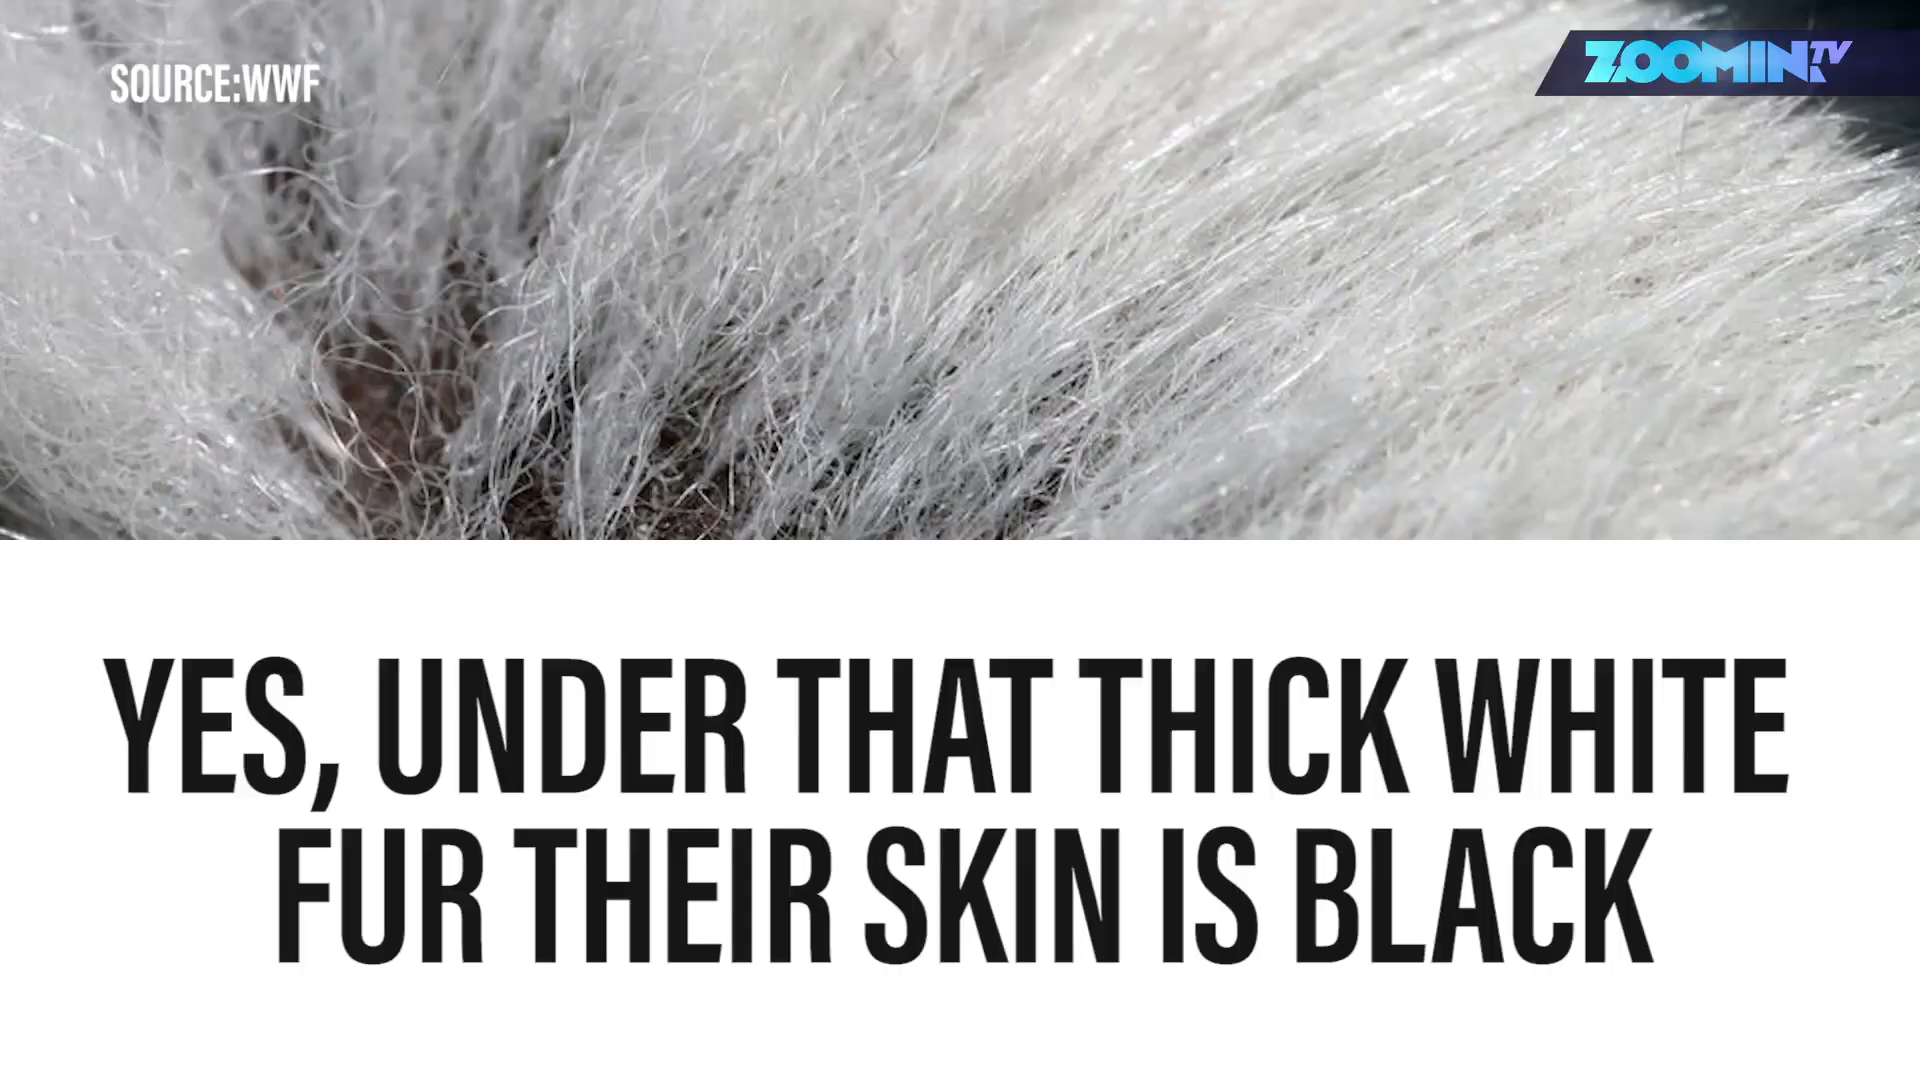 SOURCE:WWF
ZOOMIN.TV
YES, UNDER THAT THICK WHITE
FUR THEIR SKIN IS BLACK